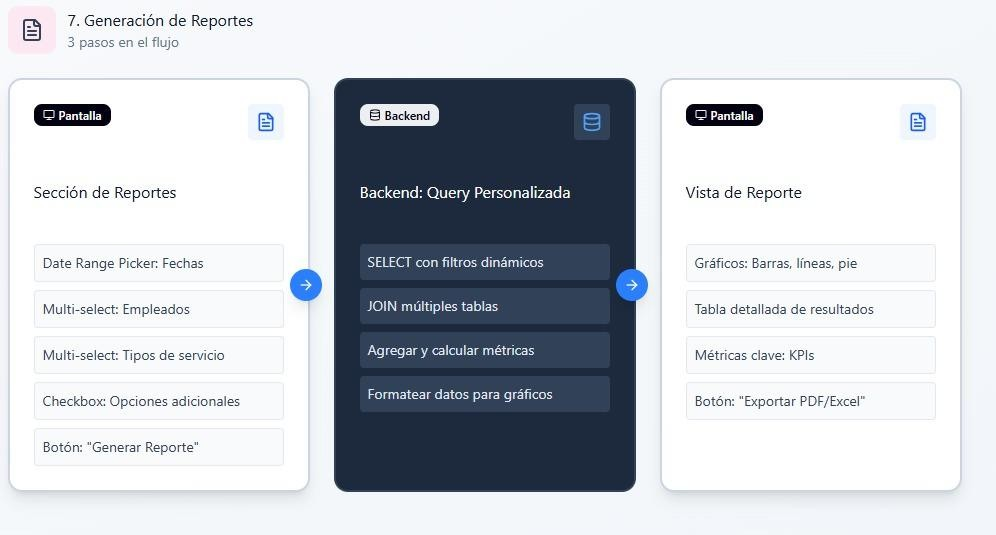 7. Generación de Reportes
3 pasos en el flujo
Pantalla
Sección de Reportes
Date Range Picker: Fechas
Multi-select: Empleados
Multi-select: Tipos de servicio
Checkbox: Opciones adicionales
Botón: "Generar Reporte"
Backend
Backend: Query Personalizada
SELECT con filtros dinámicos
JOIN múltiples tablas
Agregar y calcular métricas
Formatear datos para gráficos
Pantalla
Vista de Reporte
Gráficos: Barras, líneas, pie
Tabla detallada de resultados
Métricas clave: KPIs
Botón: "Exportar PDF/Excel"